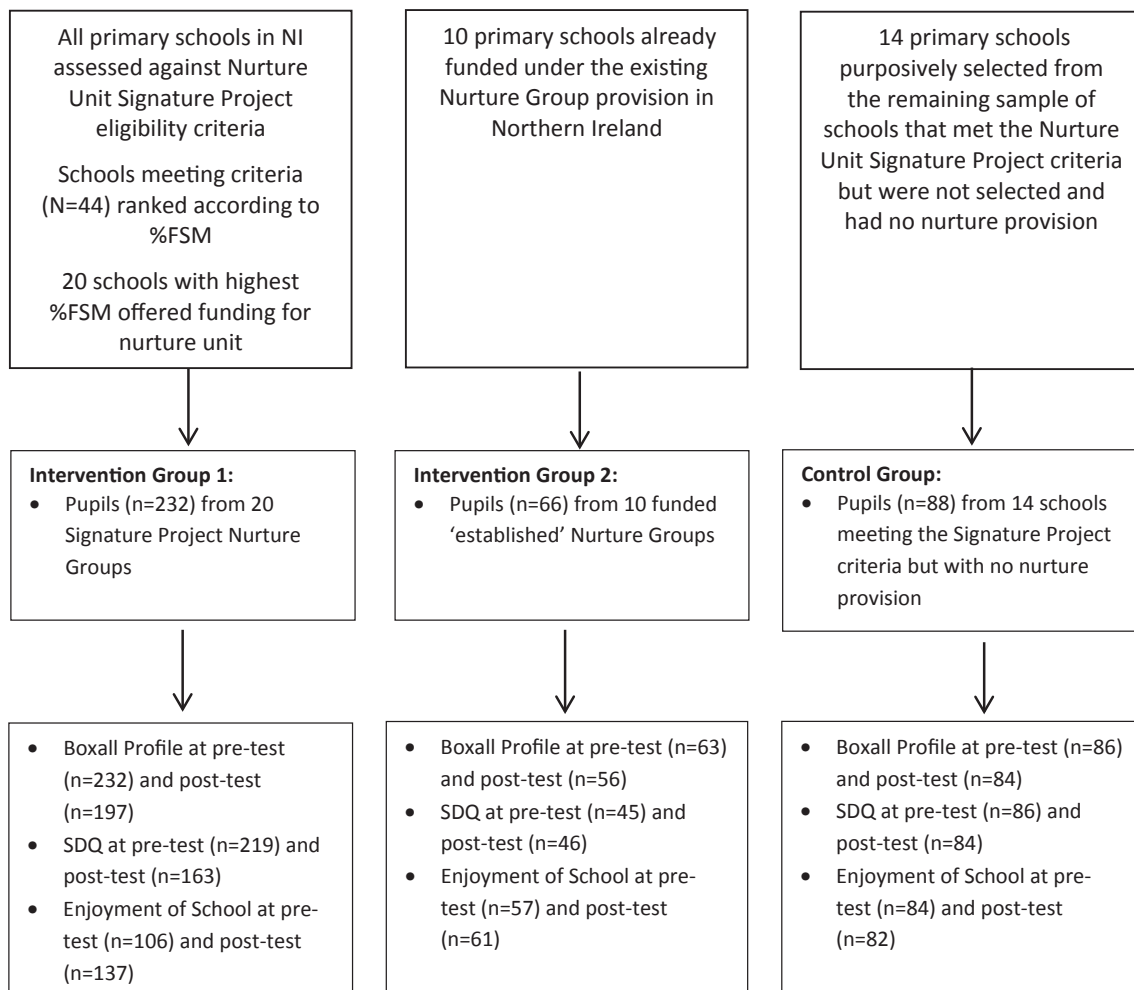 All primary schools in NI
assessed against Nurture
Unit Signature Project
eligibility criteria
Schools meeting criteria
(N=44) ranked according to
%FSM
20 schools with highest
%FSM offered funding for
nurture unit
10 primary schools already
funded under the existing
Nurture Group provision in
Northern Ireland
14 primary schools
purposively selected from
the remaining sample of
schools that met the Nurture
Unit Signature Project criteria
but were not selected and
had no nurture provision
Intervention Group 1:
• Pupils (n=232) from 20
Signature Project Nurture
Groups
Intervention Group 2:
• Pupils (n=66) from 10 funded
‘established’ Nurture Groups
Control Group:
• Pupils (n=88) from 14 schools
meeting the Signature Project
criteria but with no nurture
provision
• Boxall Profile at pre-test
(n=232) and post-test
(n=197)
• SDQ at pre-test (n=219) and
post-test (n=163)
• Enjoyment of School at pre-
test (n=106) and post-test
(n=137)
• Boxall Profile at pre-test (n=63)
and post-test (n=56)
• SDQ at pre-test (n=45) and
post-test (n=46)
• Enjoyment of School at pre-
test (n=57) and post-test
(n=61)
• Boxall Profile at pre-test (n=86)
and post-test (n=84)
• SDQ at pre-test (n=86) and
post-test (n=84)
• Enjoyment of School at pre-
test (n=84) and post-test
(n=82)